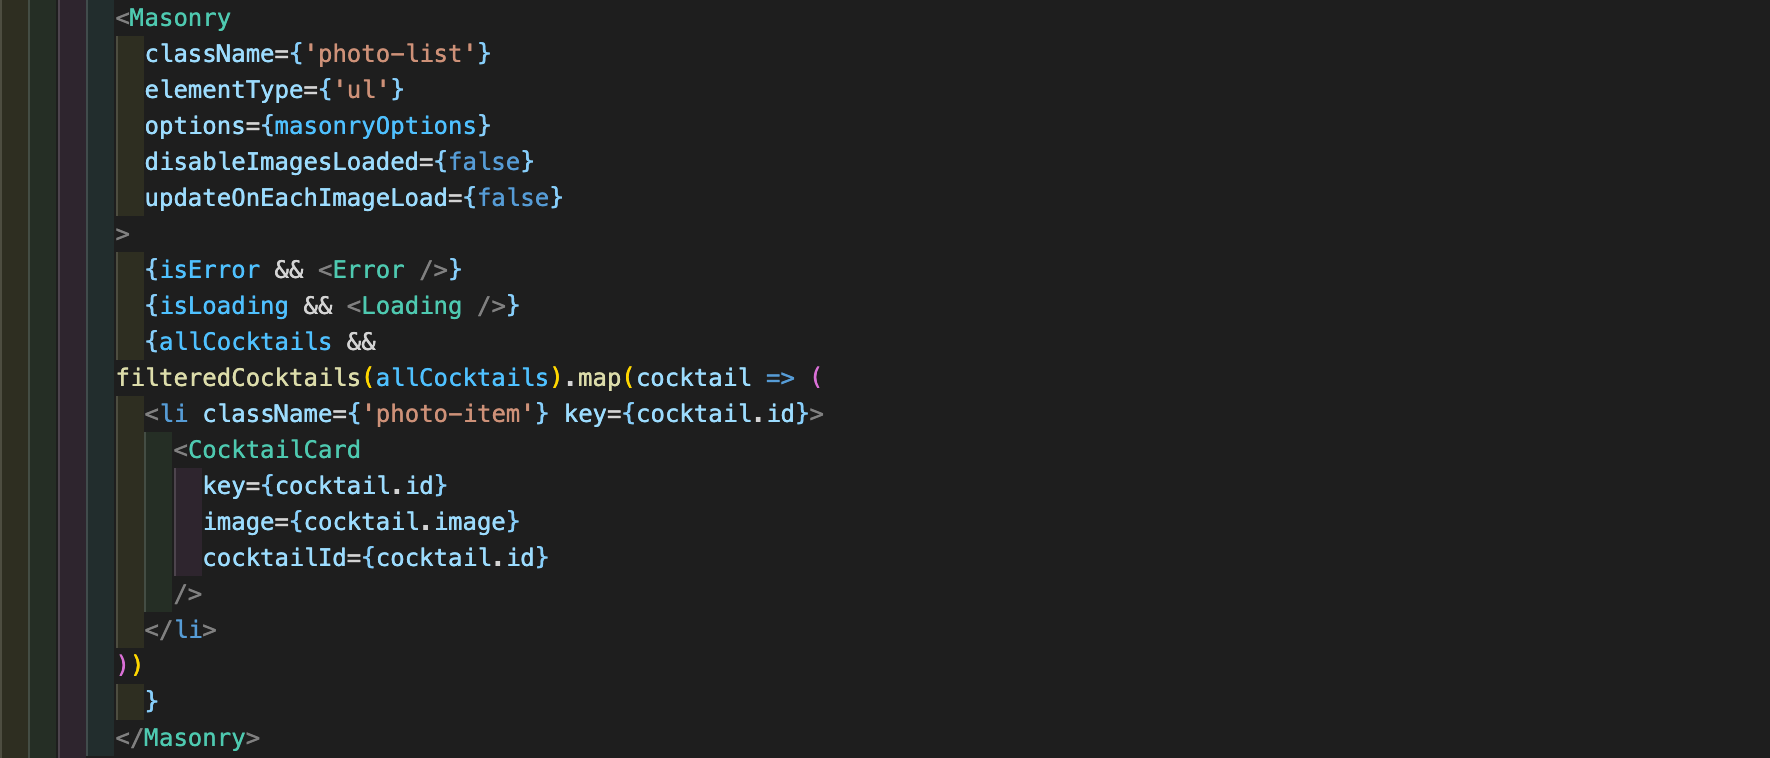 <Masonry
className={'photo-list'}
elementType={'ul'}
options={masonryOptions}
disableImagesLoaded={false}
updateOnEachImageLoad={false}
>
{isError && <Error />}
{isLoading && <Loading />}
{allCocktails &&
filteredCocktails(allCocktails).map(cocktail => (
<li className={'photo-item'} key={cocktail.id}>
<CocktailCard
key={cocktail.id}
image={cocktail.image}
cocktailId={cocktail.id}
/>
</li>
))
}
</Masonry>